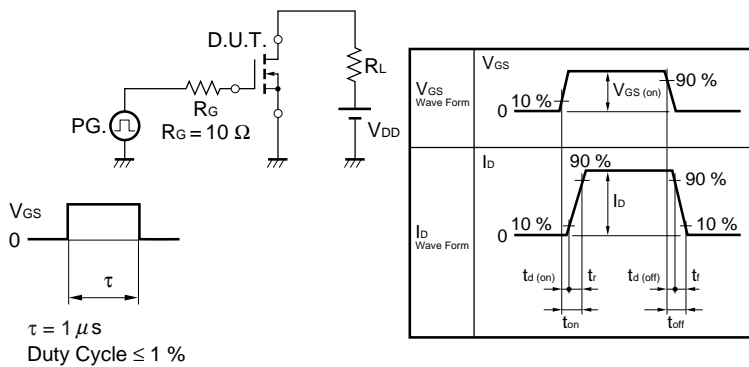 D.U.T.
RL
RG
PG.
RG = 10 Ω
VDD
VGS
0
τ
τ = 1 μs
Duty Cycle ≤ 1 %
VGS
Wave Form
VGS
10 %
0
VGS (on)
90 %
ID
Wave Form
ID
90 %
90 %
ID
10 %
0
10 %
td (on)
tr
td (off)
tf
ton
toff